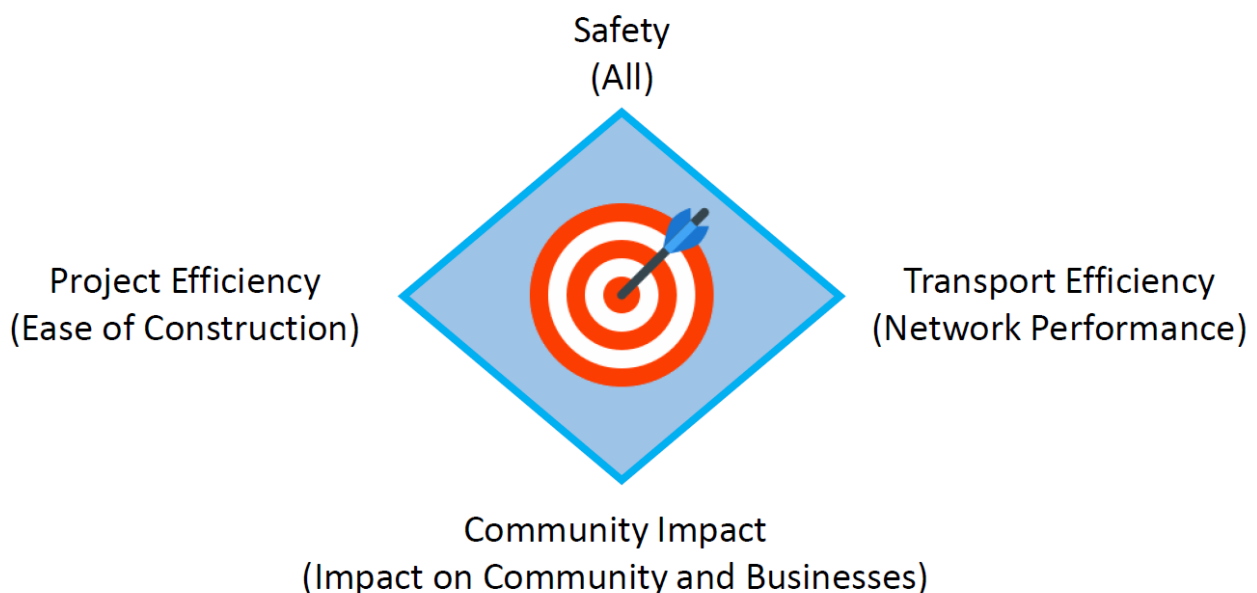 Safety
(All)
Project Efficiency
(Ease of Construction)
Transport Efficiency
(Network Performance)
Community Impact
(Impact on Community and Businesses)